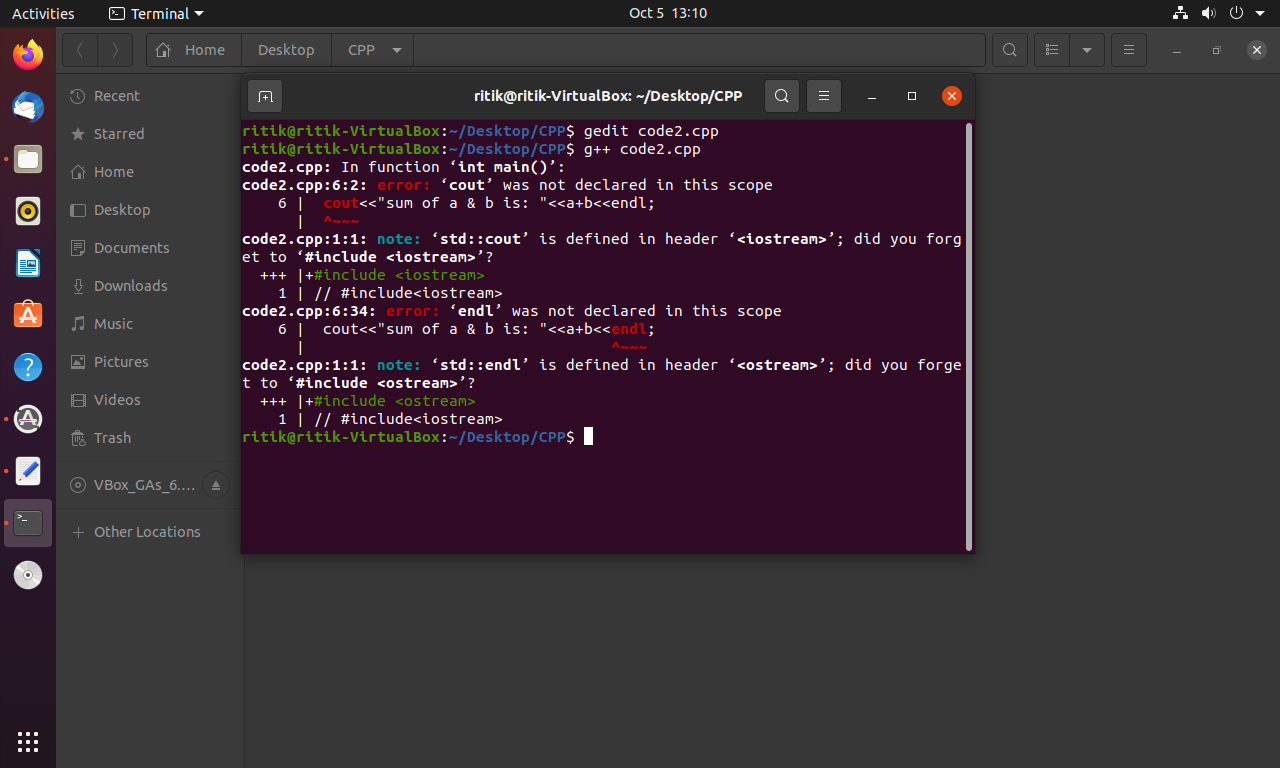 Activities Terminal Oct 5 13:10
Home Desktop CPP
Recent
Starred
Home
Desktop
Documents
Downloads
Music
Pictures
Videos
Trash
VBox_GAs_6.…
Other Locations
ritik@ritik-VirtualBox: ~/Desktop/CPP
ritik@ritik-VirtualBox:~/Desktop/CPP$ gedit code2.cpp
ritik@ritik-VirtualBox:~/Desktop/CPP$ g++ code2.cpp
code2.cpp: In function ‘int main()’:
code2.cpp:6:2: error: ‘cout’ was not declared in this scope
    6 |  cout<<"sum of a & b is: "<<a+b<<endl;
      |  ^~~~
code2.cpp:1:1: note: ‘std::cout’ is defined in header ‘<iostream>’; did you forg
et to ‘#include <iostream>’?
  +++ |+#include <iostream>
    1 | // #include<iostream>
code2.cpp:6:34: error: ‘endl’ was not declared in this scope
    6 |  cout<<"sum of a & b is: "<<a+b<<endl;
      |                                  ^~~~
code2.cpp:1:1: note: ‘std::endl’ is defined in header ‘<ostream>’; did you forge
t to ‘#include <ostream>’?
  +++ |+#include <ostream>
    1 | // #include<iostream>
ritik@ritik-VirtualBox:~/Desktop/CPP$